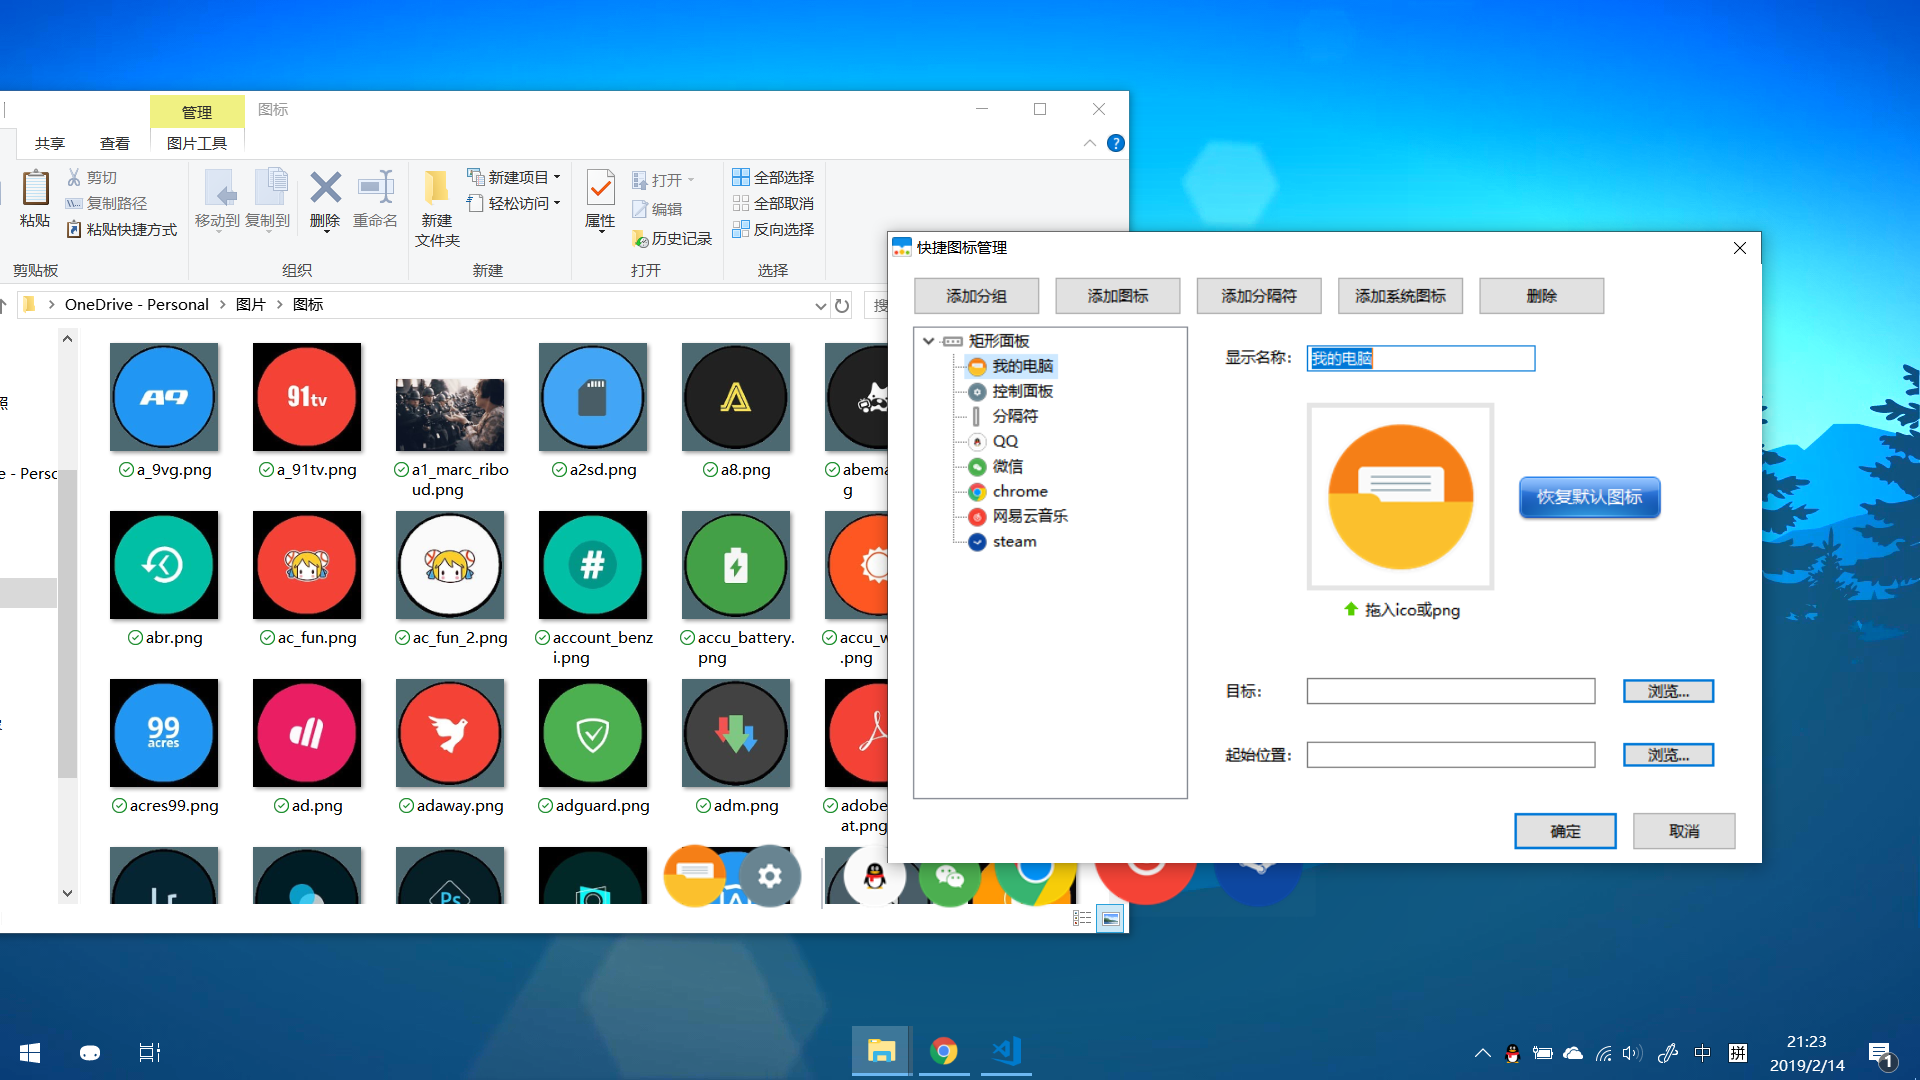 管理
图标
共享
查看
图片工具
粘贴
剪切
复制路径
粘贴快捷方式
移动到
复制到
删除
重命名
新建
文件夹
新建项目
轻松访问
属性
打开
编辑
历史记录
全部选择
全部取消
反向选择
剪贴板
组织
新建
打开
选择
OneDrive - Personal
图片
图标
搜
照
e - Perso
a_9vg.png
a_91tv.png
a1_marc_ribo
ud.png
a2sd.png
a8.png
abema
g
91tv
abr.png
ac_fun.png
ac_fun_2.png
account_benz
i.png
accu_battery.
png
accu_w
.png
#
99
acres
acres99.png
ad.png
adaway.png
adguard.png
adm.png
adobe
at.png
Lr
Ps
快捷图标管理
添加分组
添加图标
添加分隔符
添加系统图标
删除
矩形面板
我的电脑
控制面板
分隔符
QQ
微信
chrome
网易云音乐
steam
显示名称：
我的电脑
恢复默认图标
拖入ico或png
目标：
浏览...
起始位置：
浏览...
确定
取消
中
拼
21:23
2019/2/14
1